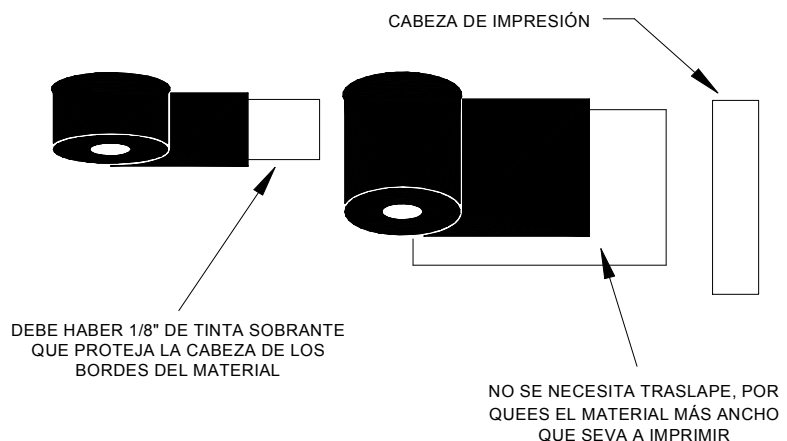 CABEZA DE IMPRESIÓN
DEBE HABER 1/8" DE TINTA SOBRANTE
QUE PROTEJA LA CABEZA DE LOS
BORDES DEL MATERIAL
NO SE NECESITA TRASLAPE, POR
QUEES EL MATERIAL MÁS ANCHO
QUE SEVA A IMPRIMIR